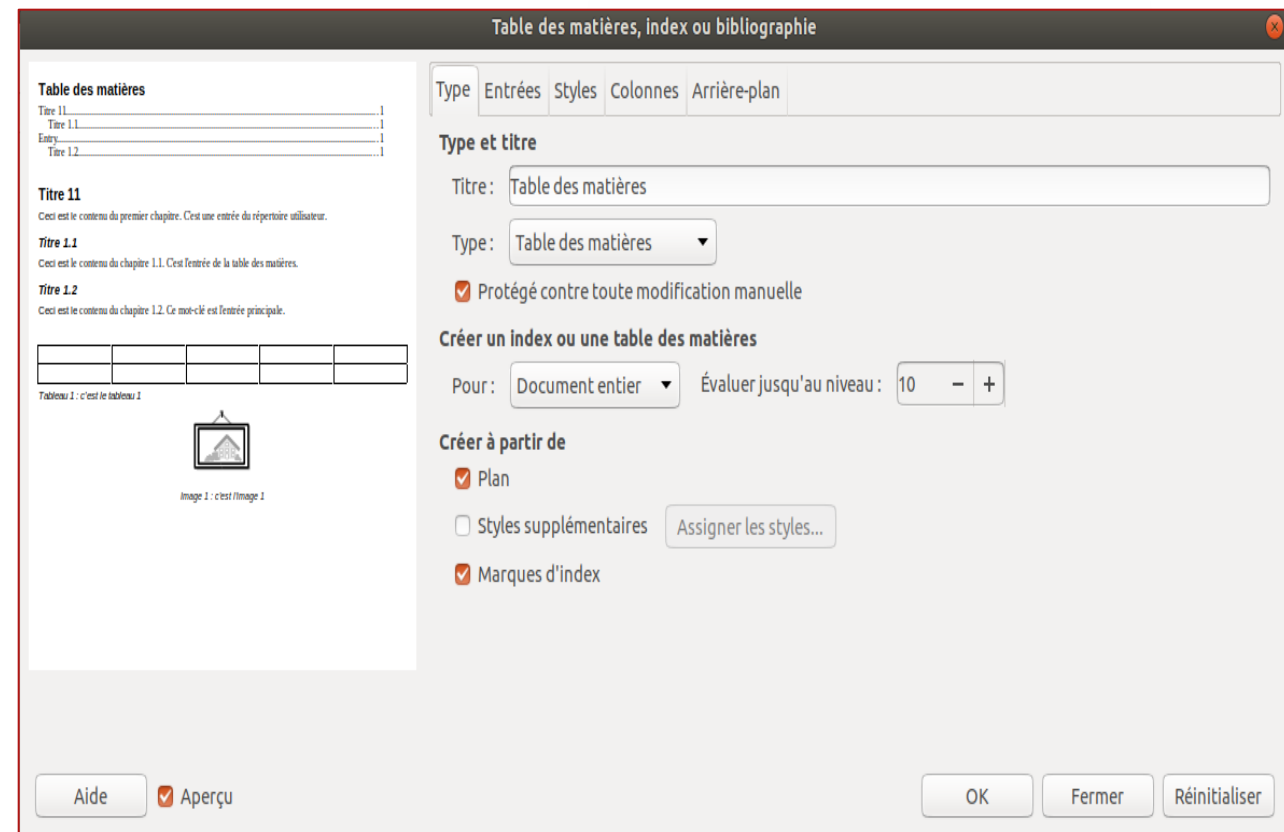 Table des matières, index ou bibliographie
Table des matières
Titre 11 1
Titre 1.1 1
Entry 1
Titre 1.2 1
Titre 11
Ceci est le contenu du premier chapitre. C'est une entrée du répertoire utilisateur.
Titre 1.1
Ceci est le contenu du chapitre 1.1. C'est l'entrée de la table des matières.
Titre 1.2
Ceci est le contenu du chapitre 1.2. Ce mot-clé est l'entrée principale.
Tableau 1 : c'est le tableau 1
Image 1 : c'est l'image 1
Type Entrées Styles Colonnes Arrière-plan
Type et titre
Titre : Table des matières
Type : Table des matières
Protégé contre toute modification manuelle
Créer un index ou une table des matières
Pour : Document entier Évaluer jusqu'au niveau : 10 − +
Créer à partir de
Plan
Styles supplémentaires Assigner les styles...
Marques d'index
Aide Aperçu OK Fermer Réinitialiser